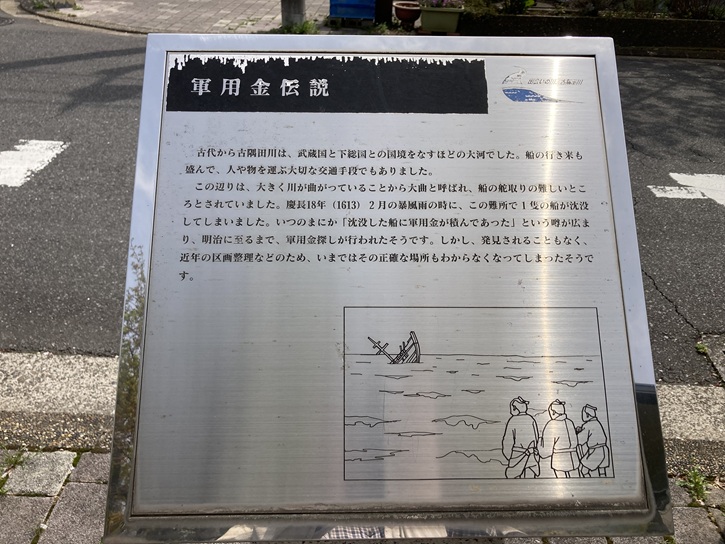 軍用金伝説
古代から古隅田川は、武蔵国と下総国との国境をなすほどの大河でした。船の行き来も
盛んで、人や物を運ぶ大切な交通手段でもありました。
この辺りは、大きく川が曲がっていることから大曲と呼ばれ、船の舵取りの難しいとこ
ろとされていました。慶長18年（1613）２月の暴風雨の時に、この難所で１隻の船が沈没
してしまいました。いつのまにか「沈没した船に軍用金が積んであった」という噂が広ま
り、明治に至るまで、軍用金探しが行われたそうです。しかし、発見されることもなく、
近年の区画整理などのため、いまではその正確な場所もわからなくなってしまったそうで
す。